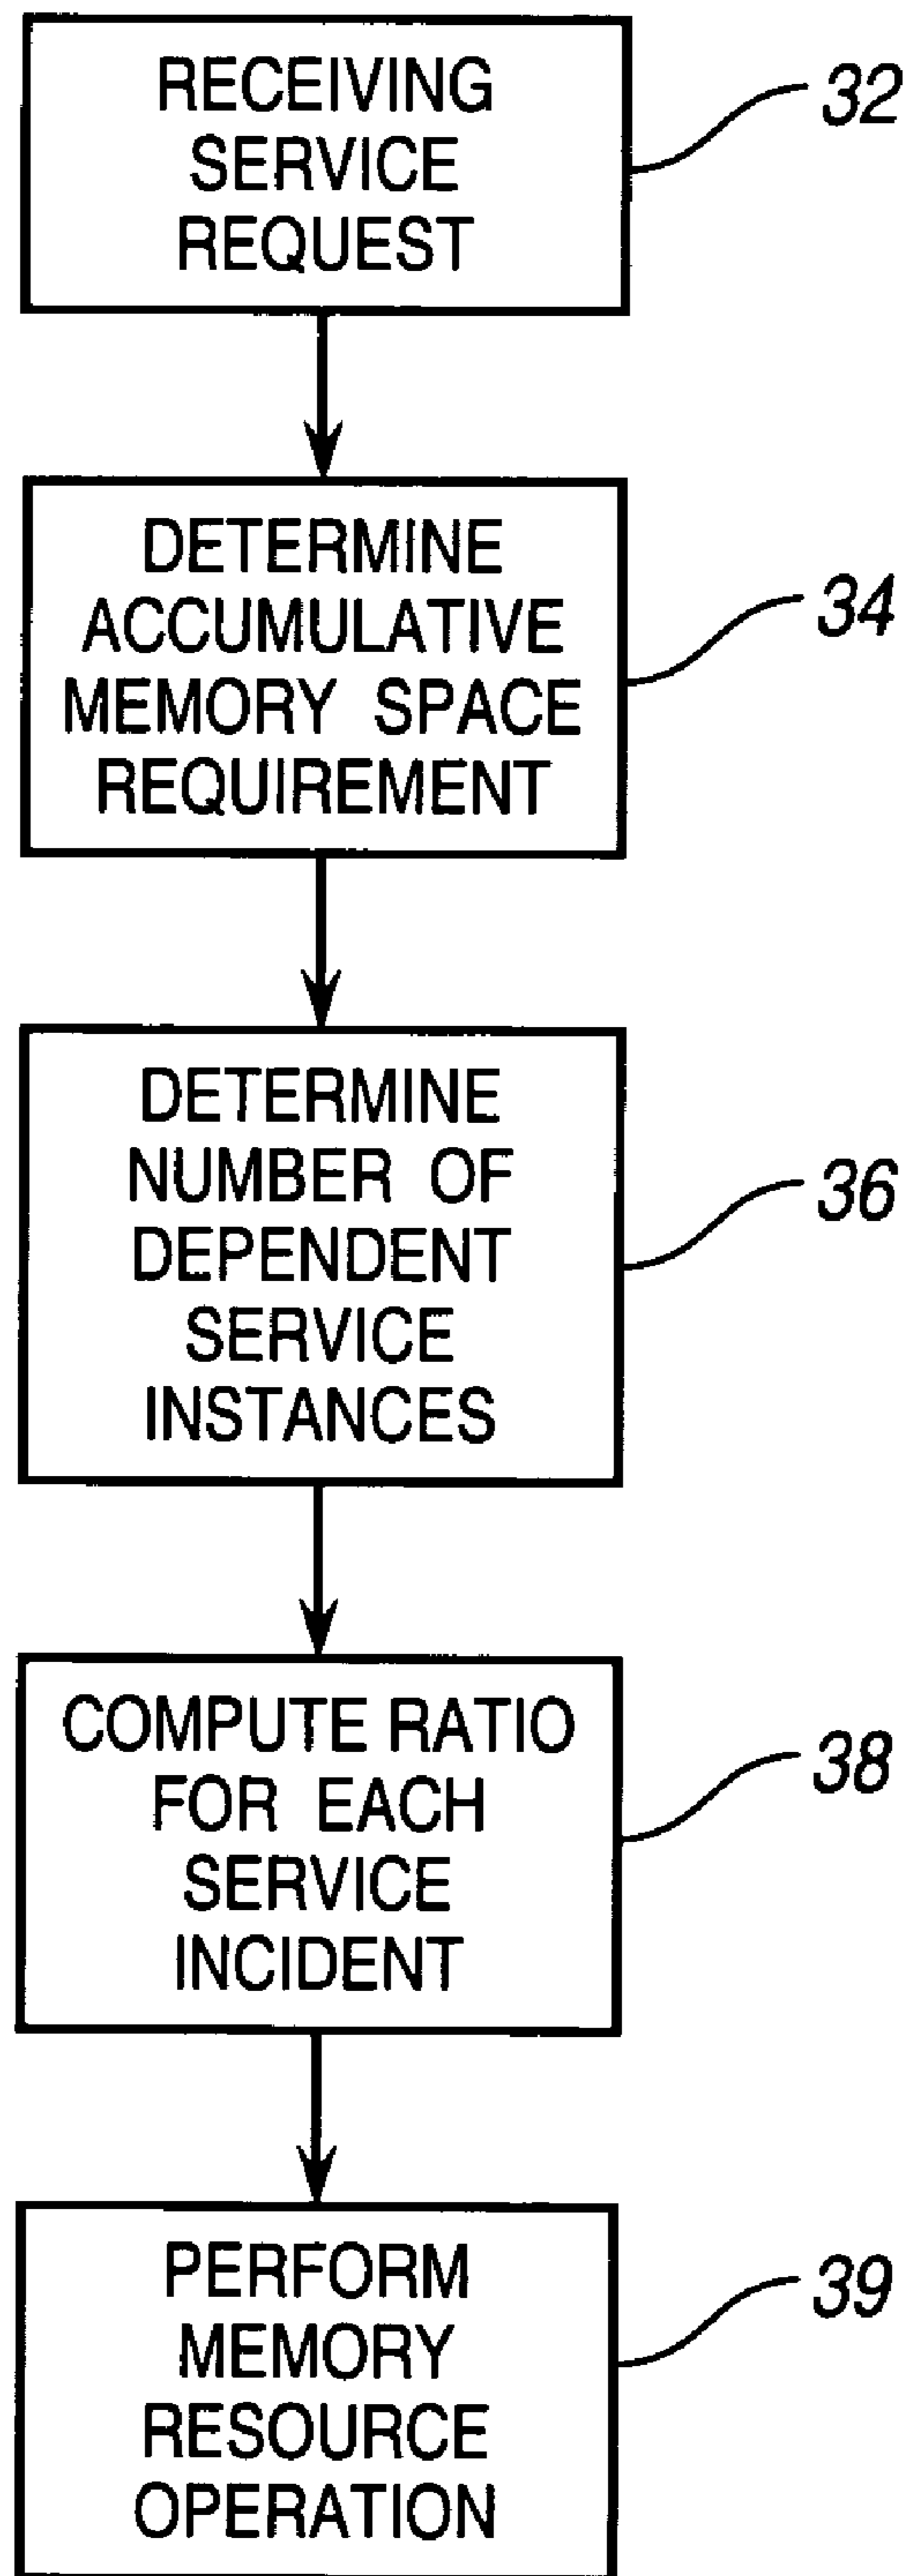 RECEIVING
SERVICE
REQUEST
32
DETERMINE
ACCUMULATIVE
MEMORY SPACE
REQUIREMENT
34
DETERMINE
NUMBER OF
DEPENDENT
SERVICE
INSTANCES
36
COMPUTE RATIO
FOR EACH
SERVICE
INCIDENT
38
PERFORM
MEMORY
RESOURCE
OPERATION
39